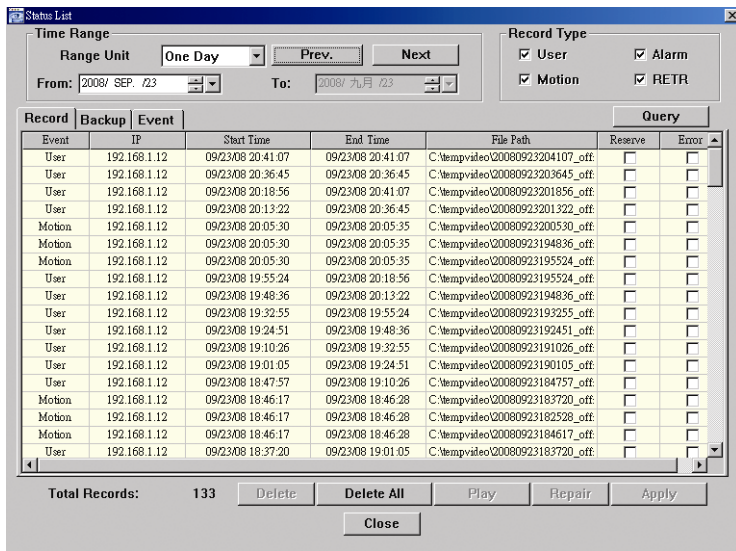 Status List
Time Range
Record Type
Range Unit One Day Prev. Next
User Alarm
From: 2008/ SEP. /23 To: 2008/ 九月 /23
Motion RETR
Record Backup Event Query
Event IP Start Time End Time File Path Reserve Error
User 192.168.1.12 09/23/08 20:41:07 09/23/08 20:41:07 C:\tempvideo\20080923204107_off:
User 192.168.1.12 09/23/08 20:36:45 09/23/08 20:36:45 C:\tempvideo\20080923203645_off:
User 192.168.1.12 09/23/08 20:18:56 09/23/08 20:41:07 C:\tempvideo\20080923201856_off:
User 192.168.1.12 09/23/08 20:13:22 09/23/08 20:36:45 C:\tempvideo\20080923201322_off:
Motion 192.168.1.12 09/23/08 20:05:30 09/23/08 20:05:35 C:\tempvideo\20080923200530_off:
Motion 192.168.1.12 09/23/08 20:05:30 09/23/08 20:05:35 C:\tempvideo\20080923194836_off:
Motion 192.168.1.12 09/23/08 20:05:30 09/23/08 20:05:35 C:\tempvideo\20080923195524_off:
User 192.168.1.12 09/23/08 19:55:24 09/23/08 20:18:56 C:\tempvideo\20080923195524_off:
User 192.168.1.12 09/23/08 19:48:36 09/23/08 20:13:22 C:\tempvideo\20080923194836_off:
User 192.168.1.12 09/23/08 19:32:55 09/23/08 19:55:24 C:\tempvideo\20080923193255_off:
User 192.168.1.12 09/23/08 19:24:51 09/23/08 19:48:36 C:\tempvideo\20080923192451_off:
User 192.168.1.12 09/23/08 19:10:26 09/23/08 19:32:55 C:\tempvideo\20080923191026_off:
User 192.168.1.12 09/23/08 19:01:05 09/23/08 19:24:51 C:\tempvideo\20080923190105_off:
User 192.168.1.12 09/23/08 18:47:57 09/23/08 19:10:26 C:\tempvideo\20080923184757_off:
Motion 192.168.1.12 09/23/08 18:46:17 09/23/08 18:46:28 C:\tempvideo\20080923183720_off:
Motion 192.168.1.12 09/23/08 18:46:17 09/23/08 18:46:28 C:\tempvideo\20080923182528_off:
Motion 192.168.1.12 09/23/08 18:46:17 09/23/08 18:46:28 C:\tempvideo\20080923184617_off:
User 192.168.1.12 09/23/08 18:37:20 09/23/08 19:01:05 C:\tempvideo\20080923183720_off:
Total Records: 133 Delete Delete All Play Repair Apply
Close